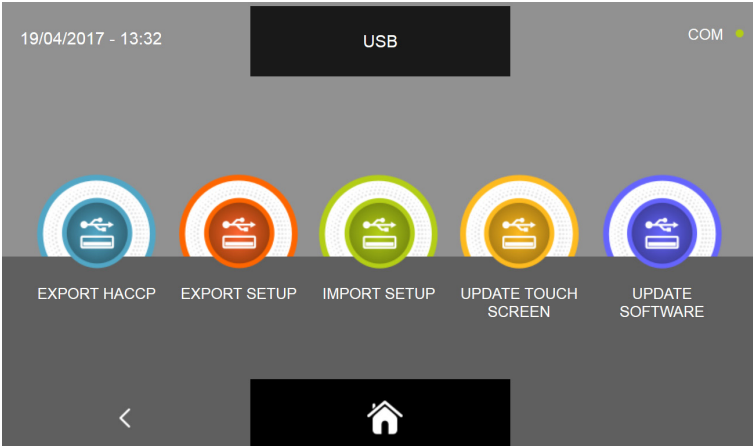 19/04/2017 - 13:32
USB
COM
EXPORT HACCP
EXPORT SETUP
IMPORT SETUP
UPDATE TOUCH
SCREEN
UPDATE
SOFTWARE